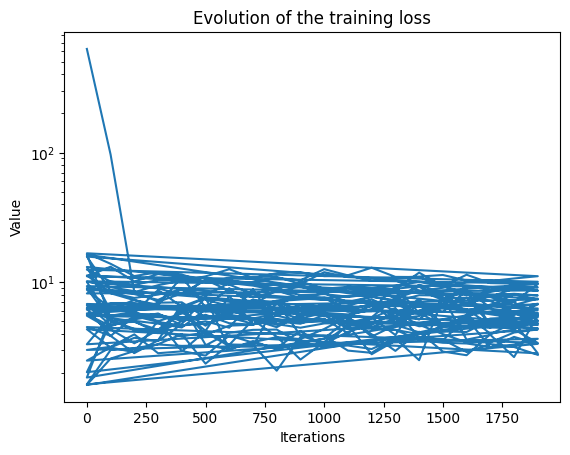 Evolution of the training loss
Value
10²
10¹
0 250 500 750 1000 1250 1500 1750
Iterations